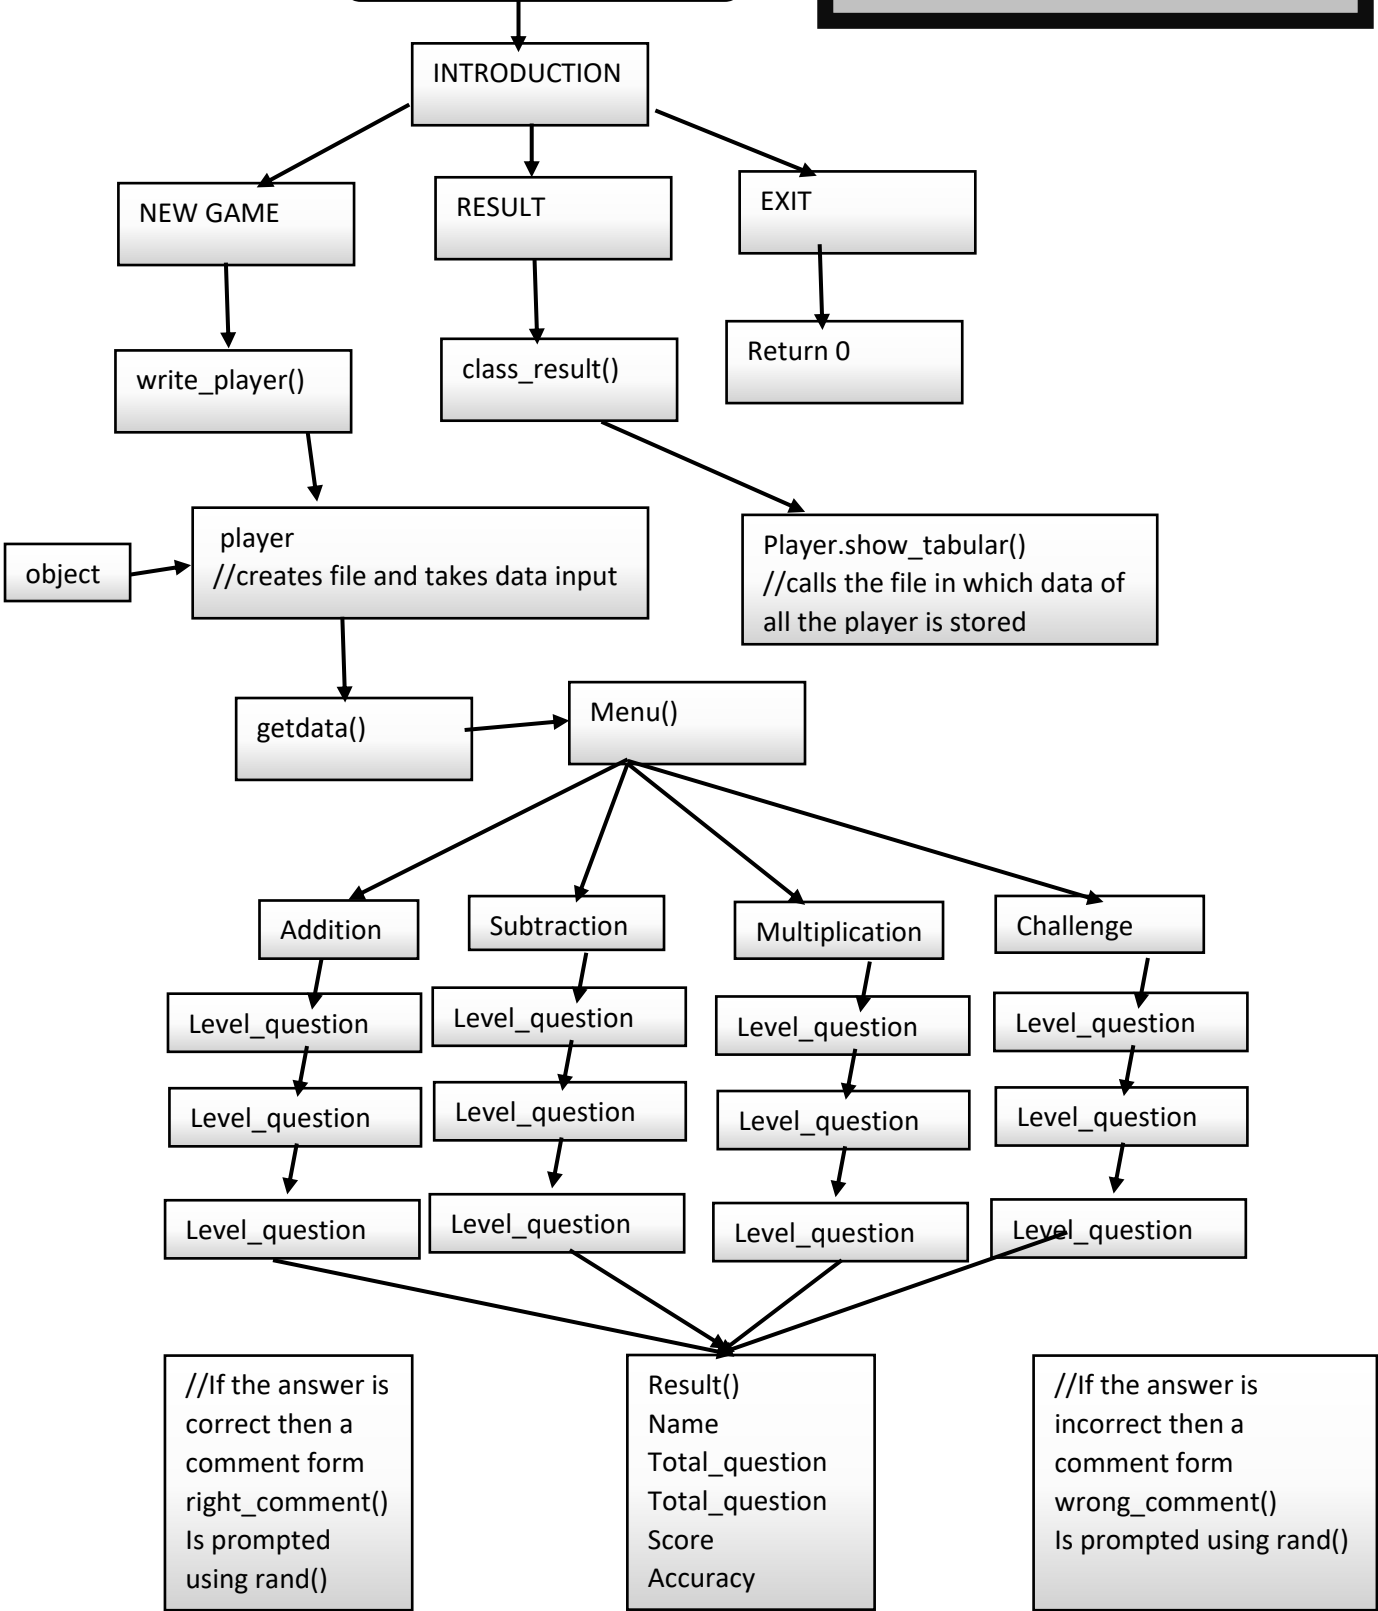 INTRODUCTION
NEW GAME
RESULT
EXIT
write_player()
class_result()
Return 0
object
player
//creates file and takes data input
Player.show_tabular()
//calls the file in which data of
all the player is stored
getdata()
Menu()
Addition
Subtraction
Multiplication
Challenge
Level_question
Level_question
Level_question
Level_question
Level_question
Level_question
Level_question
Level_question
Level_question
Level_question
Level_question
Level_question
//If the answer is
correct then a
comment form
right_comment()
Is prompted
using rand()
Result()
Name
Total_question
Total_question
Score
Accuracy
//If the answer is
incorrect then a
comment form
wrong_comment()
Is prompted using rand()